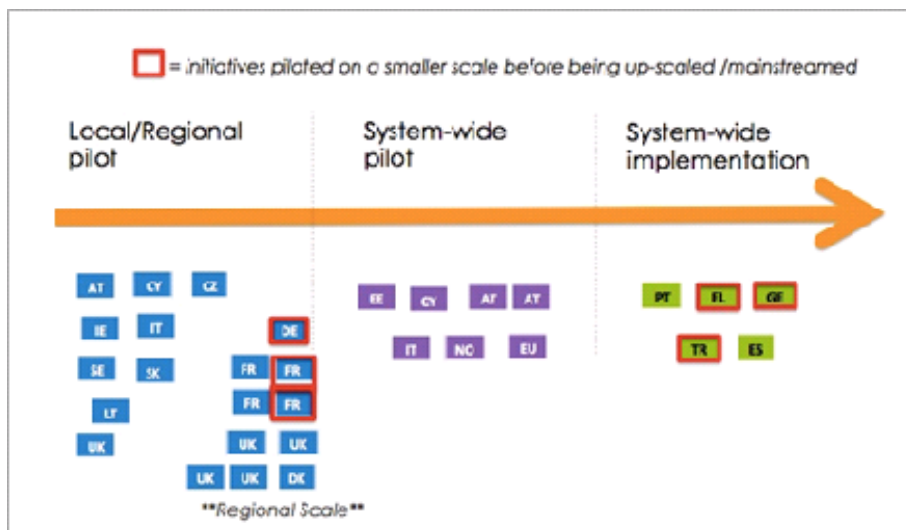 = initiatives piloted on a smaller scale before being up-scaled /mainstreamed
Local/Regional
pilot
System-wide
pilot
System-wide
implementation
AT CY CZ
IE IT DE
SE SK FR FR
LT FR FR
UK UK UK
UK UK DK
**Regional Scale**
EE CY AT AT
IT NO EU
PT EL GE
TR ES